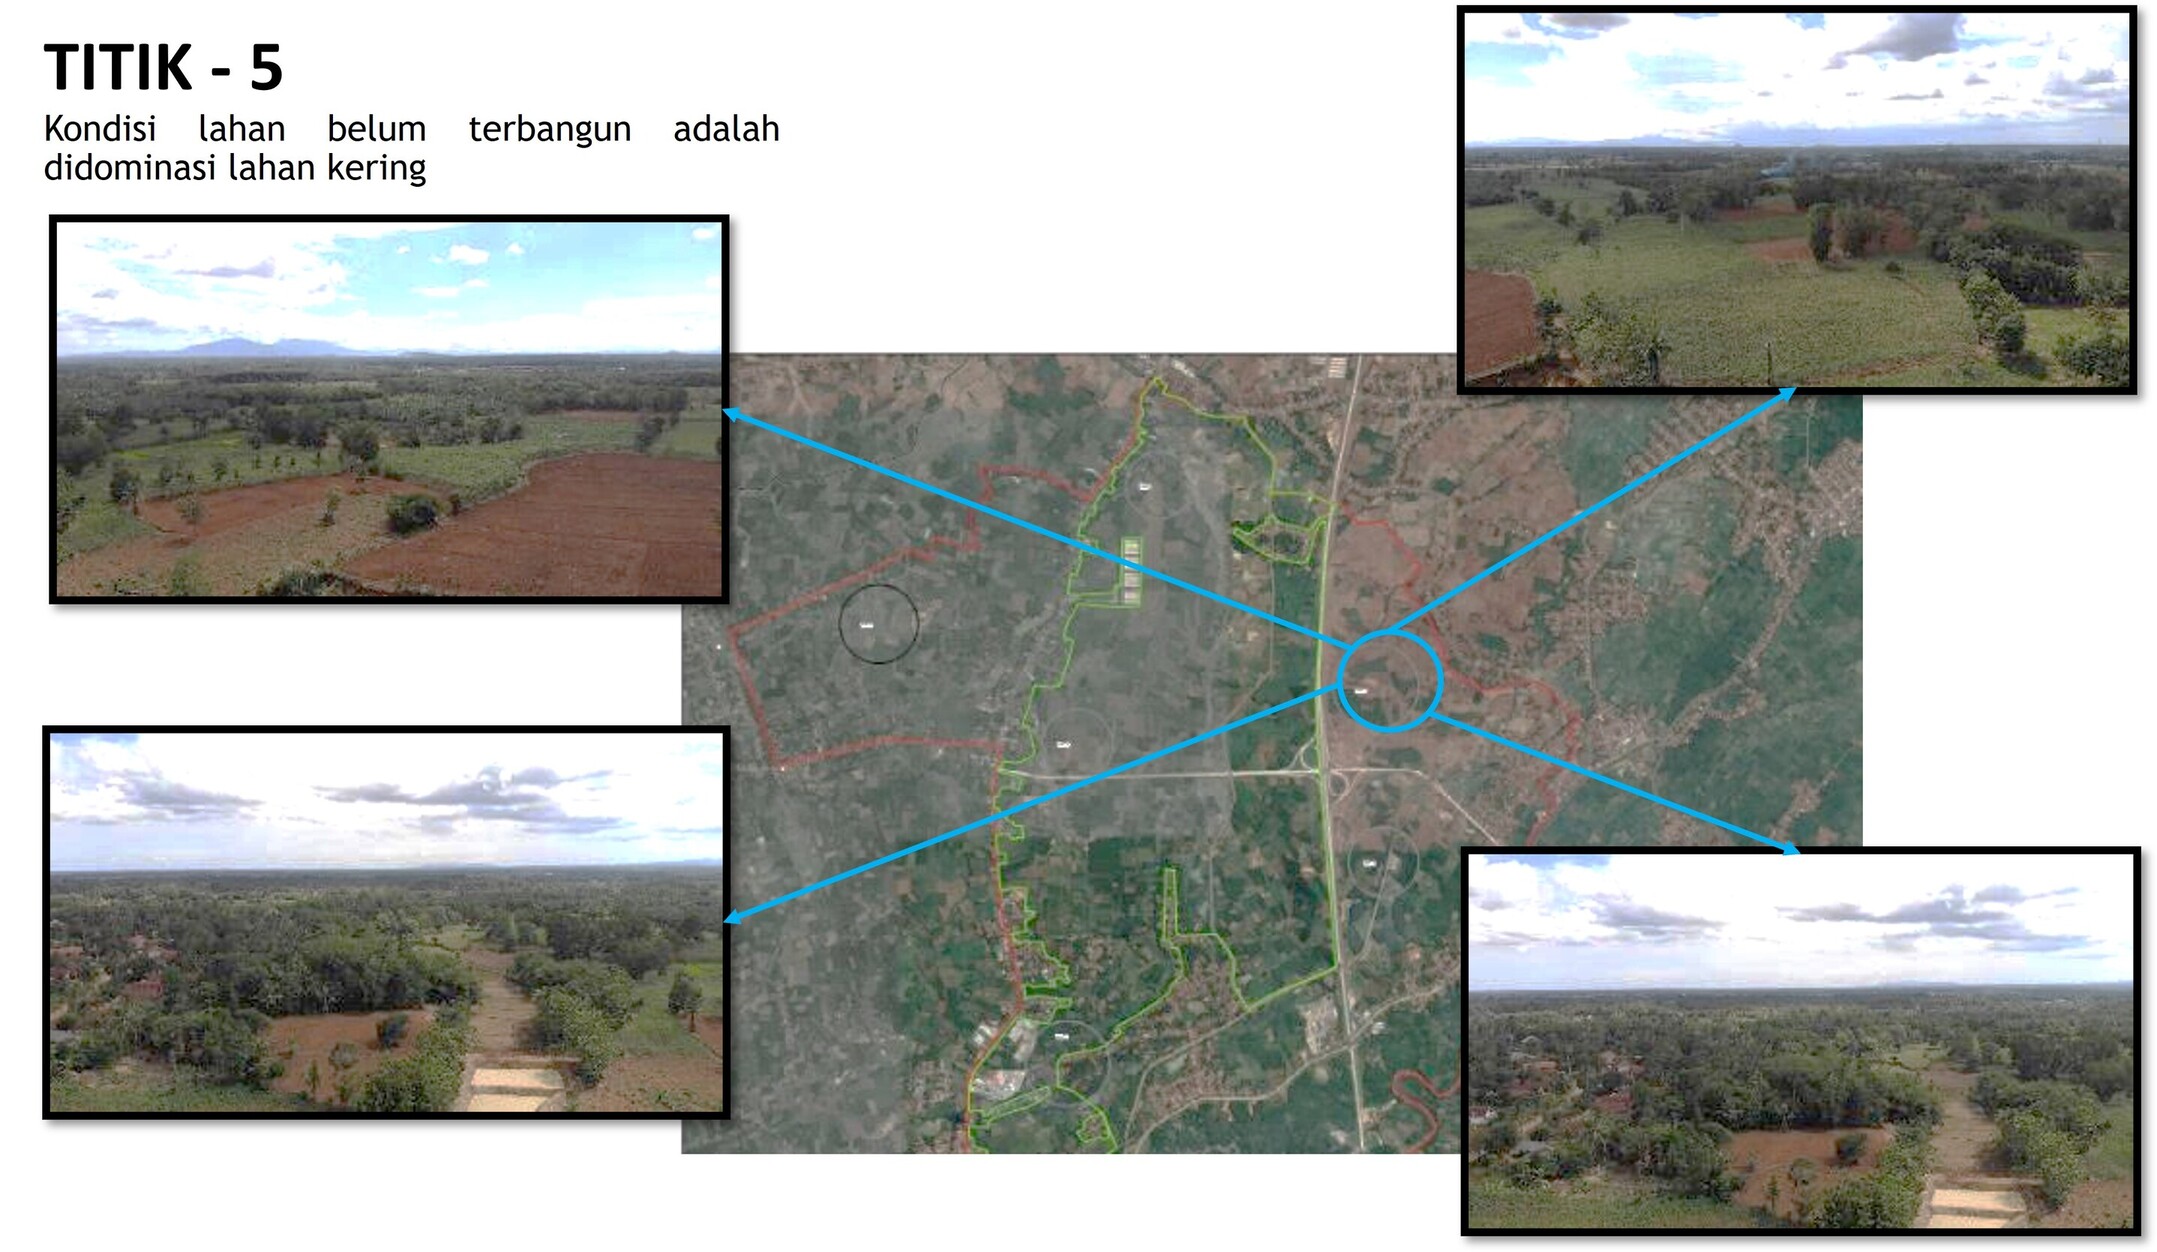 TITIK - 5
Kondisi lahan belum terbangun adalah
didominasi lahan kering